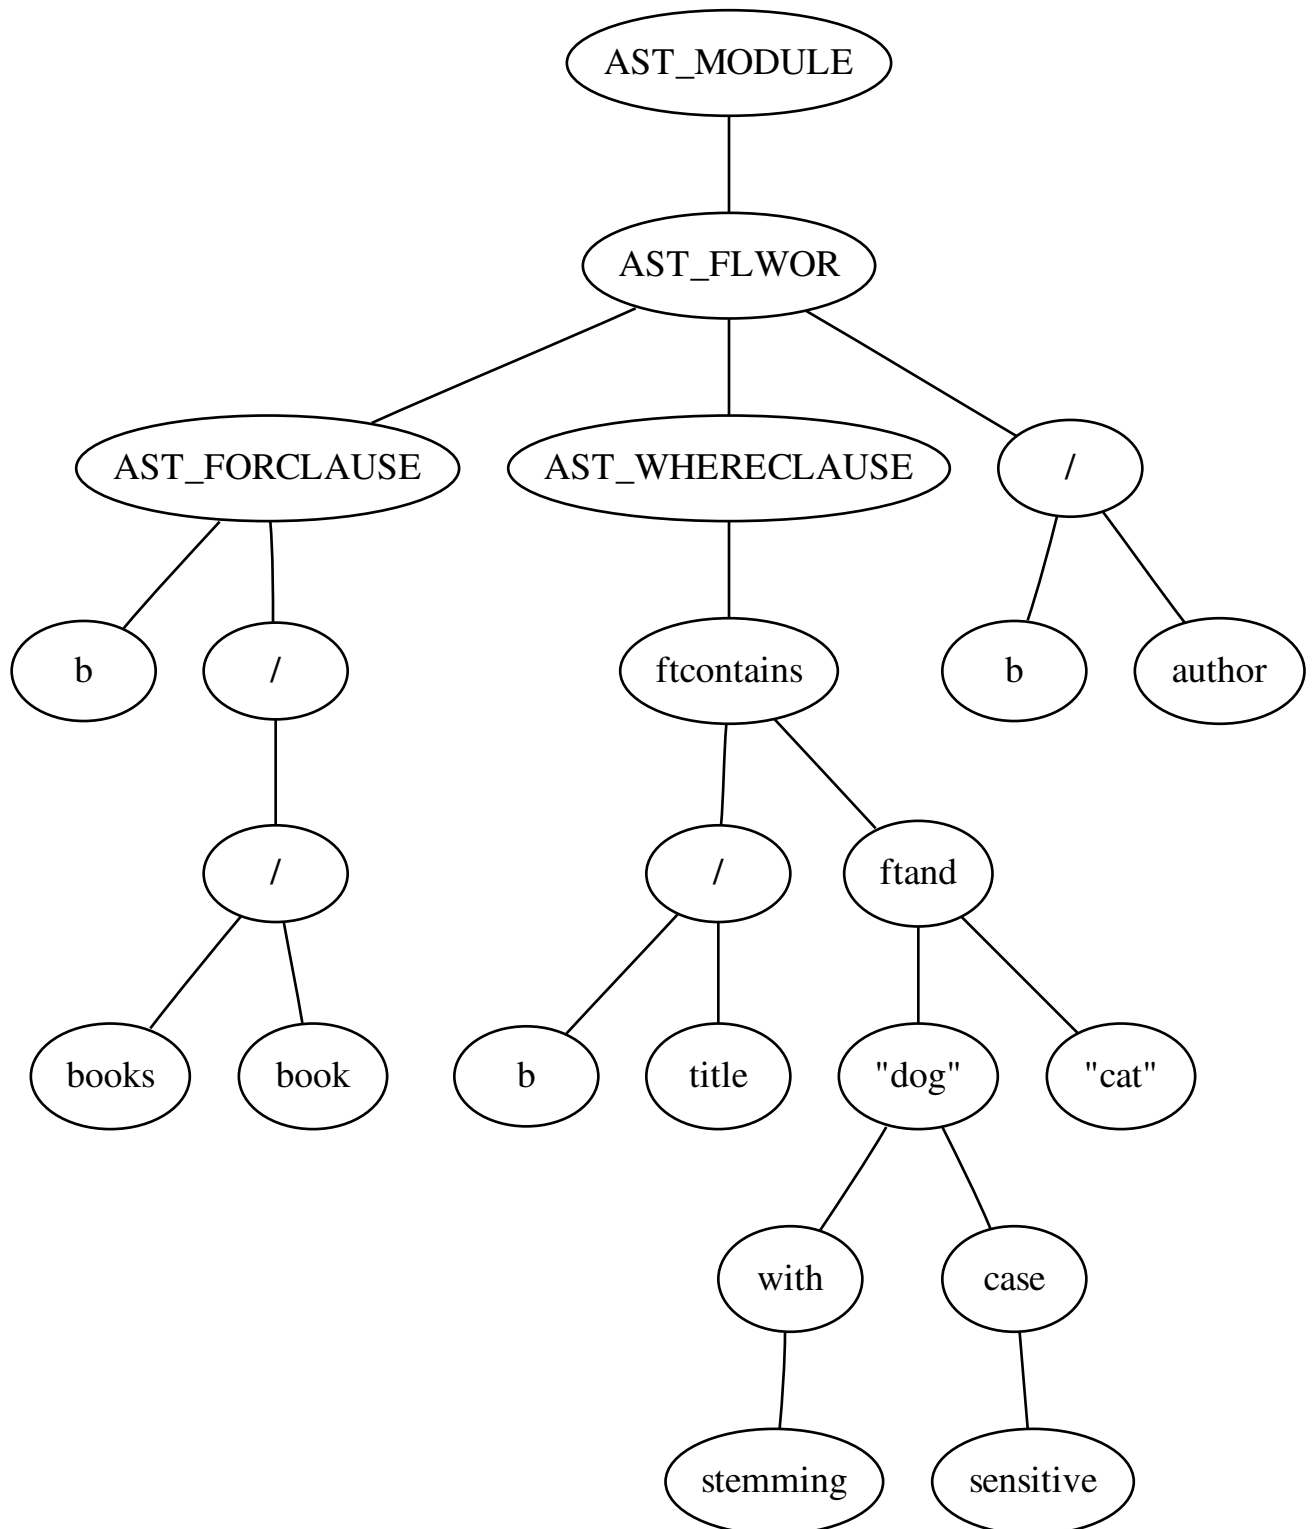 AST_MODULE
AST_FLWOR
AST_FORCLAUSE AST_WHERECLAUSE /
b / ftcontains b author
/ / ftand
books book b title "dog" "cat"
with case
stemming sensitive